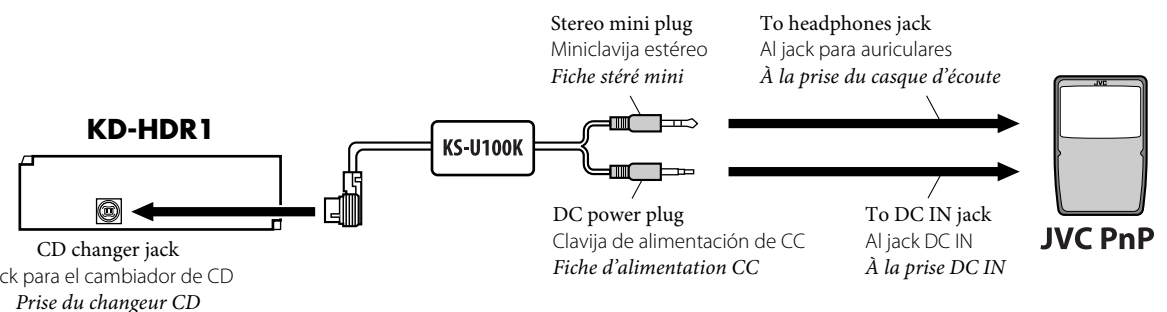 Stereo mini plug
Miniclavija estéreo
Fiche stéré mini
To headphones jack
Al jack para auriculares
À la prise du casque d'écoute
JVC
KD-HDR1
KS-U100K
CD changer jack
ck para el cambiador de CD
Prise du changeur CD
DC power plug
Clavija de alimentación de CC
Fiche d'alimentation CC
To DC IN jack
Al jack DC IN
À la prise DC IN
JVC PnP